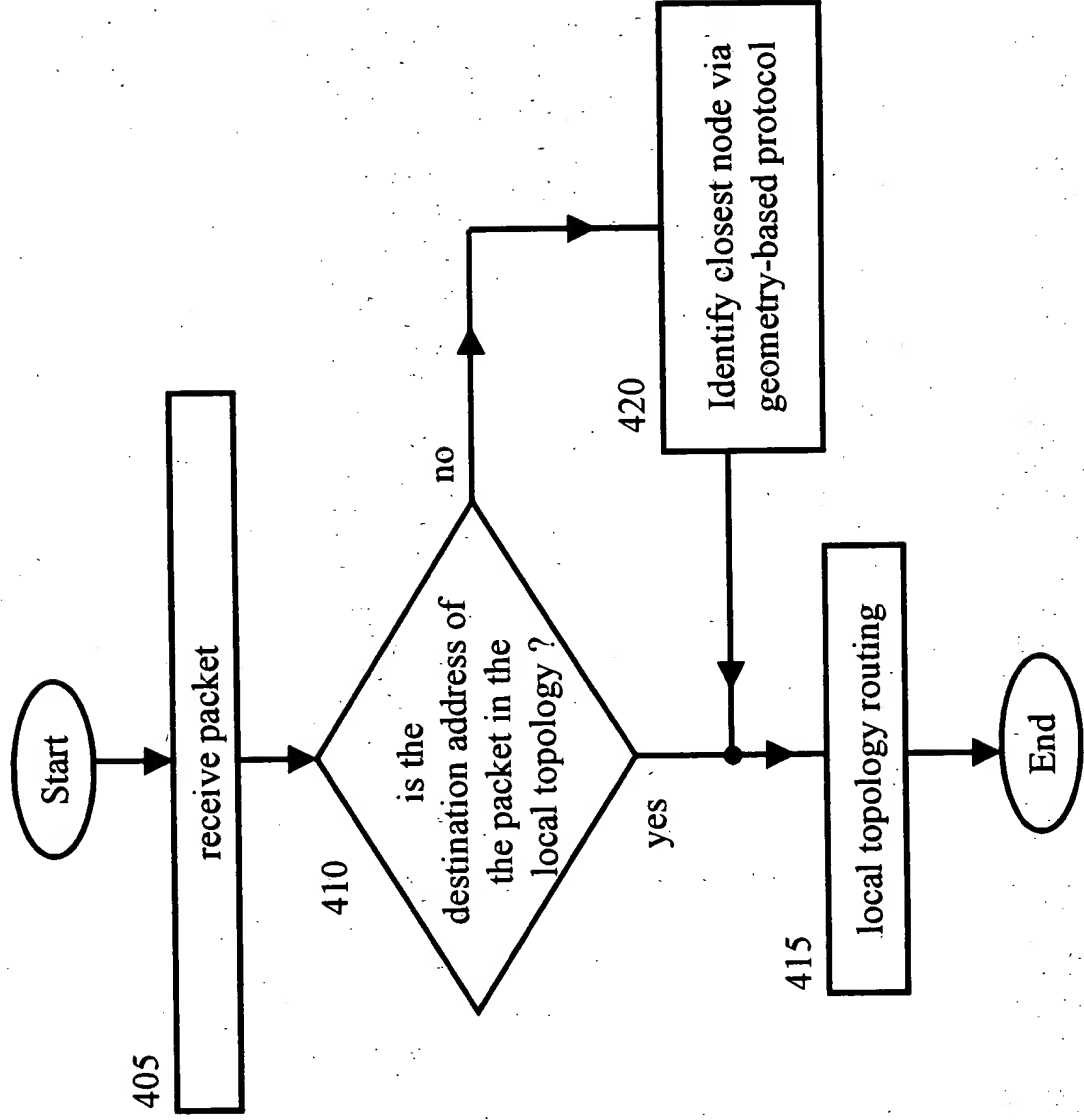 Start
405
receive packet
410
is the
destination address of
the packet in the
local topology ?
no
yes
420
Identify closest node via
geometry-based protocol
415
local topology routing
End